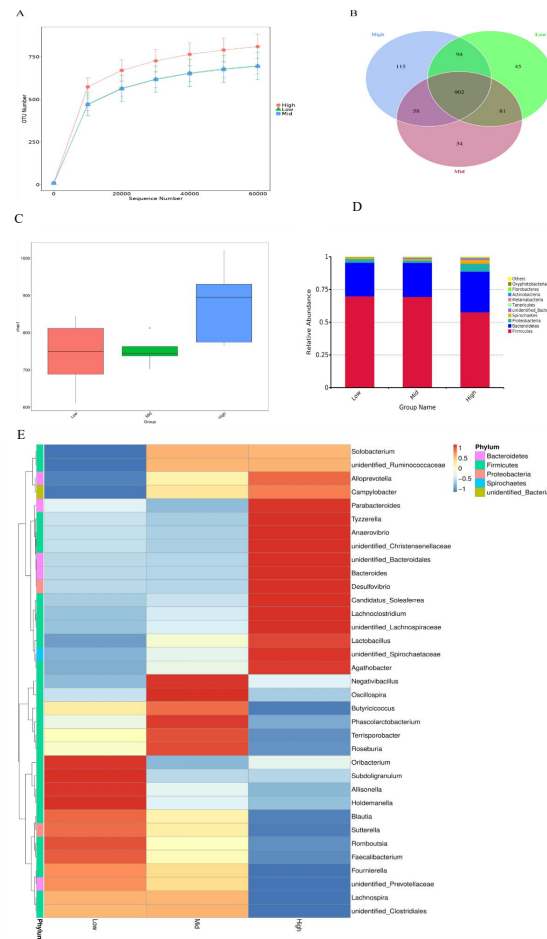 A
OTU Number
750
500
250
0
0
20000
40000
60000
Sequence Number
High
Low
Mid
B
High
Low
94
115
45
902
58
81
34
Mid
C
1000
900
800
700
600
Low
Mid
High
Group
D
Relative Abundance
1
0.75
0.5
0.25
0
Low
Mid
High
Group Name
Others
Oxyphotobacteria
Fibrobacteres
Actinobacteria
Melainabacteria
Tenericutes
unidentified_Bacteria
Spirochaetes
Proteobacteria
Bacteroidetes
Firmicutes
E
Solobacterium
unidentified_Ruminococcaceae
Alloprevotella
Campylobacter
Parabacteroides
Tyzzerella
Anaerovibrio
unidentified_Christensenellaceae
unidentified_Bacteroidales
Bacteroides
Desulfovibrio
Candidatus_Soleaferrea
Lachnoclostridium
unidentified_Lachnospiraceae
Lactobacillus
unidentified_Spirochaetaceae
Agathobacter
Negativibacillus
Oscillospira
Butyricicoccus
Phascolarctobacterium
Terrisporobacter
Roseburia
Oribacterium
Subdoligranulum
Allisonella
Holdemanella
Blautia
Sutterella
Romboutsia
Faecalibacterium
Fournierella
unidentified_Prevotellaceae
Lachnospira
unidentified_Clostridiales
Phylum
Low
Mid
High
1
0.5
0
−0.5
−1
Phylum
Bacteroidetes
Firmicutes
Proteobacteria
Spirochaetes
unidentified_Bacteria